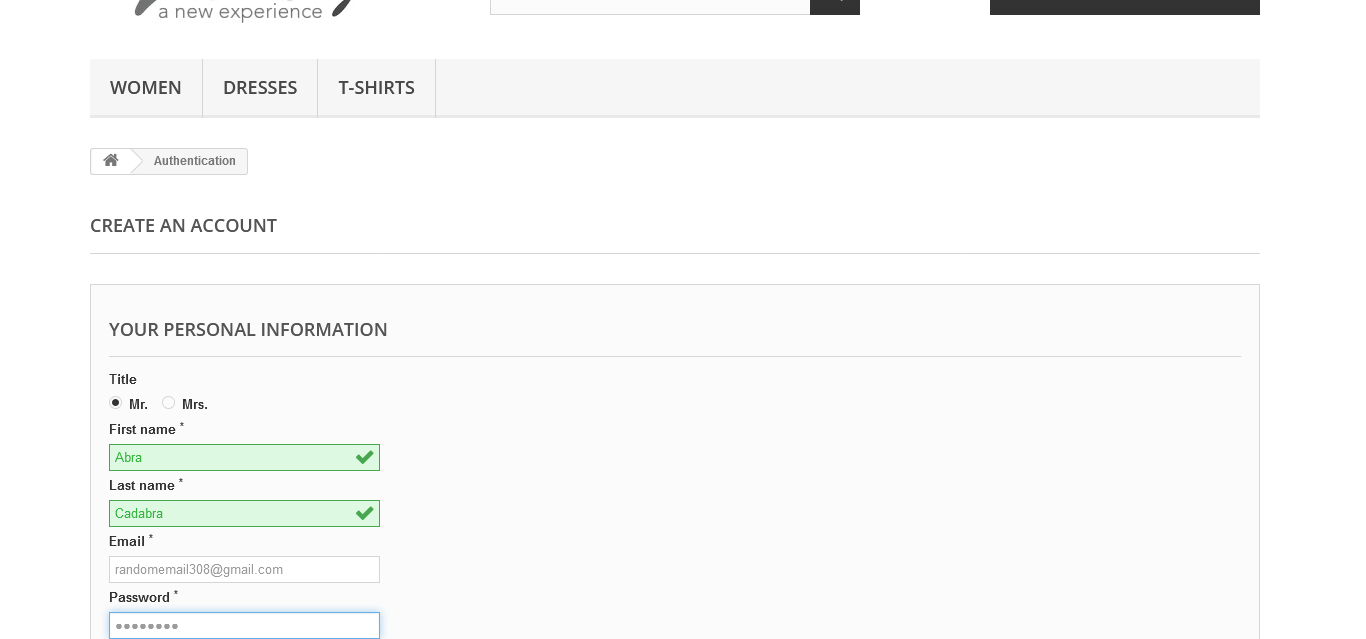 a new experience
WOMEN DRESSES T-SHIRTS
Authentication
CREATE AN ACCOUNT
YOUR PERSONAL INFORMATION
Title
Mr. Mrs.
First name *
Abra
Last name *
Cadabra
Email *
randomemail308@gmail.com
Password *
••••••••